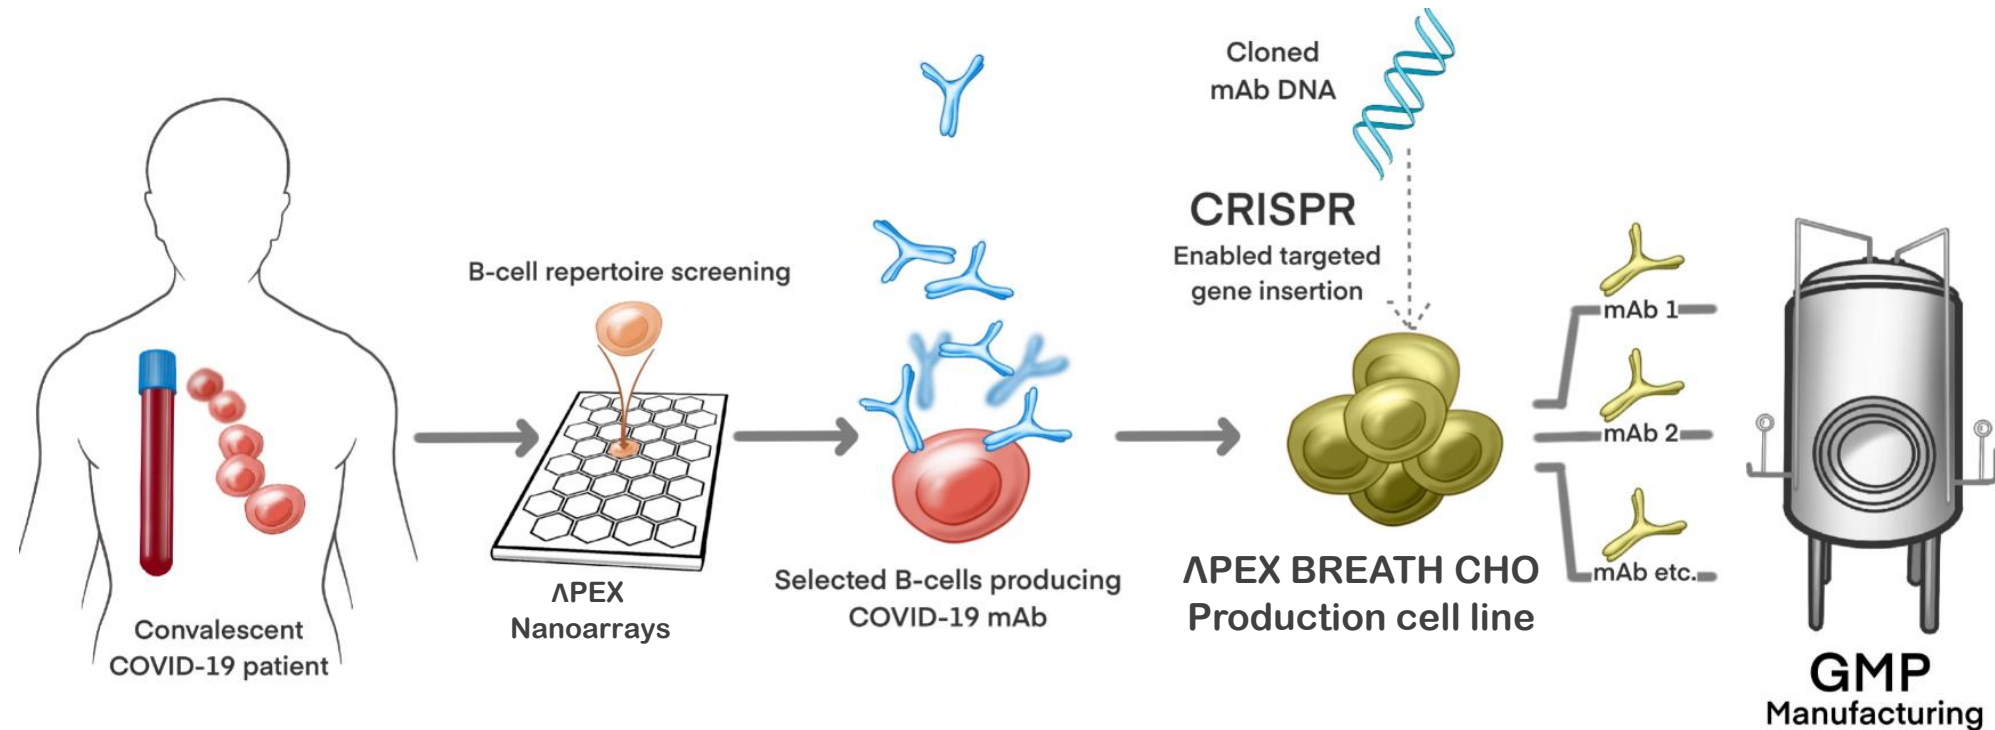 Convalescent
COVID-19 patient
B-cell repertoire screening
ΛPEX
Nanoarrays
Selected B-cells producing
COVID-19 mAb
Cloned
mAb DNA
CRISPR
Enabled targeted
gene insertion
ΛPEX BREATH CHO
Production cell line
mAb 1
mAb 2
mAb etc.
GMP
Manufacturing